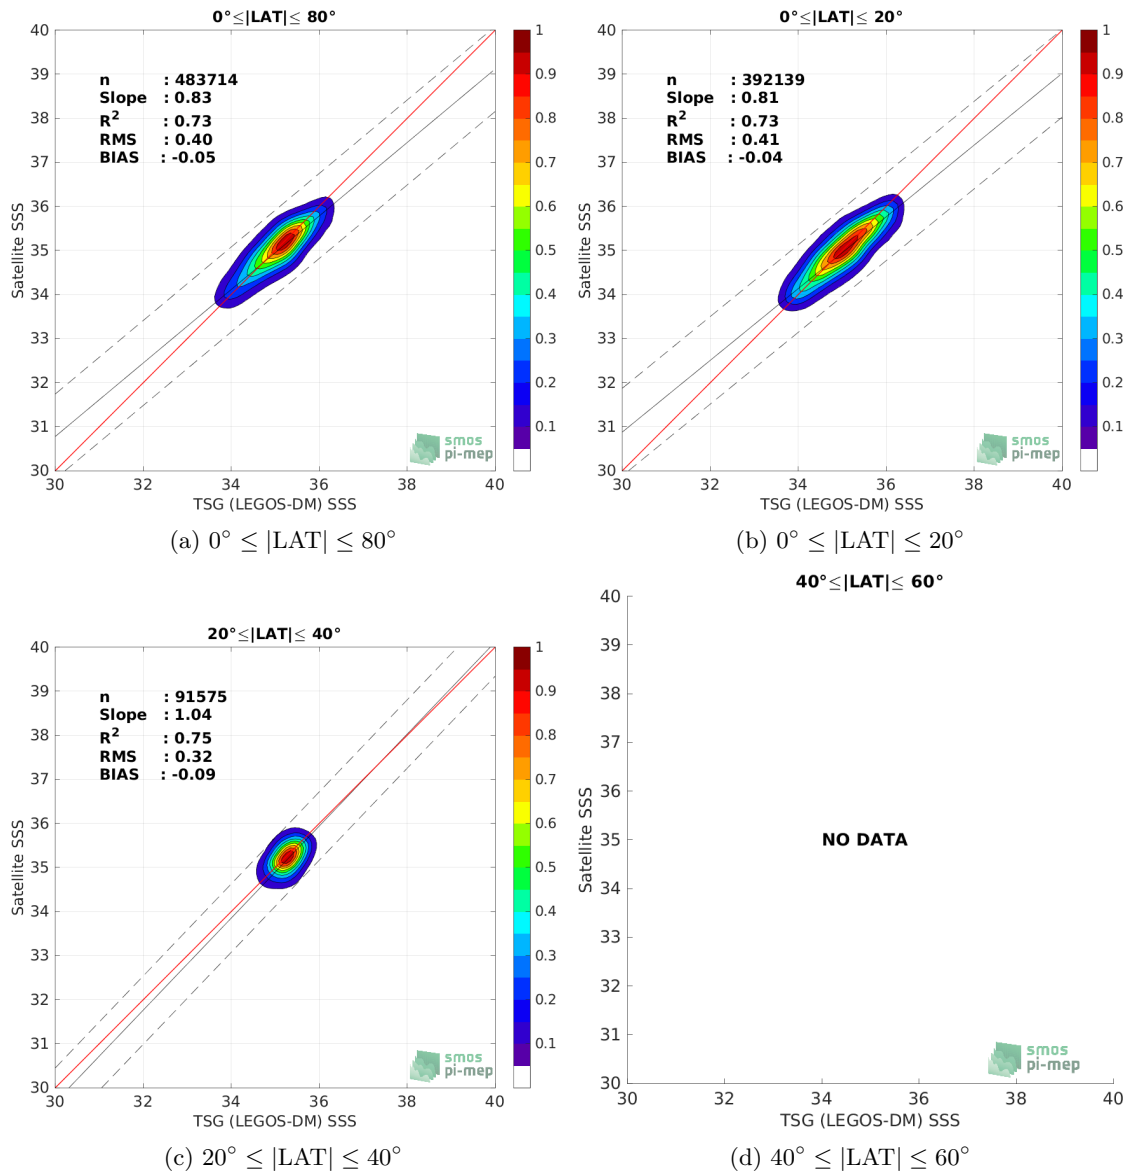 0°≤|LAT|≤ 80°
40
39
38
37
36
35
34
33
32
31
30
Satellite SSS
n : 483714
Slope : 0.83
R2 : 0.73
RMS : 0.40
BIAS : -0.05
smos
pi-mep
30 32 34 36 38 40
TSG (LEGOS-DM) SSS
1
0.9
0.8
0.7
0.6
0.5
0.4
0.3
0.2
0.1
(a) 0° ≤ |LAT| ≤ 80°
0°≤|LAT|≤ 20°
40
39
38
37
36
35
34
33
32
31
30
Satellite SSS
n : 392139
Slope : 0.81
R2 : 0.73
RMS : 0.41
BIAS : -0.04
smos
pi-mep
30 32 34 36 38 40
TSG (LEGOS-DM) SSS
1
0.9
0.8
0.7
0.6
0.5
0.4
0.3
0.2
0.1
(b) 0° ≤ |LAT| ≤ 20°
20°≤|LAT|≤ 40°
40
39
38
37
36
35
34
33
32
31
30
Satellite SSS
n : 91575
Slope : 1.04
R2 : 0.75
RMS : 0.32
BIAS : -0.09
smos
pi-mep
30 32 34 36 38 40
TSG (LEGOS-DM) SSS
1
0.9
0.8
0.7
0.6
0.5
0.4
0.3
0.2
0.1
(c) 20° ≤ |LAT| ≤ 40°
40°≤|LAT|≤ 60°
40
39
38
37
36
35
34
33
32
31
30
Satellite SSS
NO DATA
smos
pi-mep
30 32 34 36 38 40
TSG (LEGOS-DM) SSS
(d) 40° ≤ |LAT| ≤ 60°